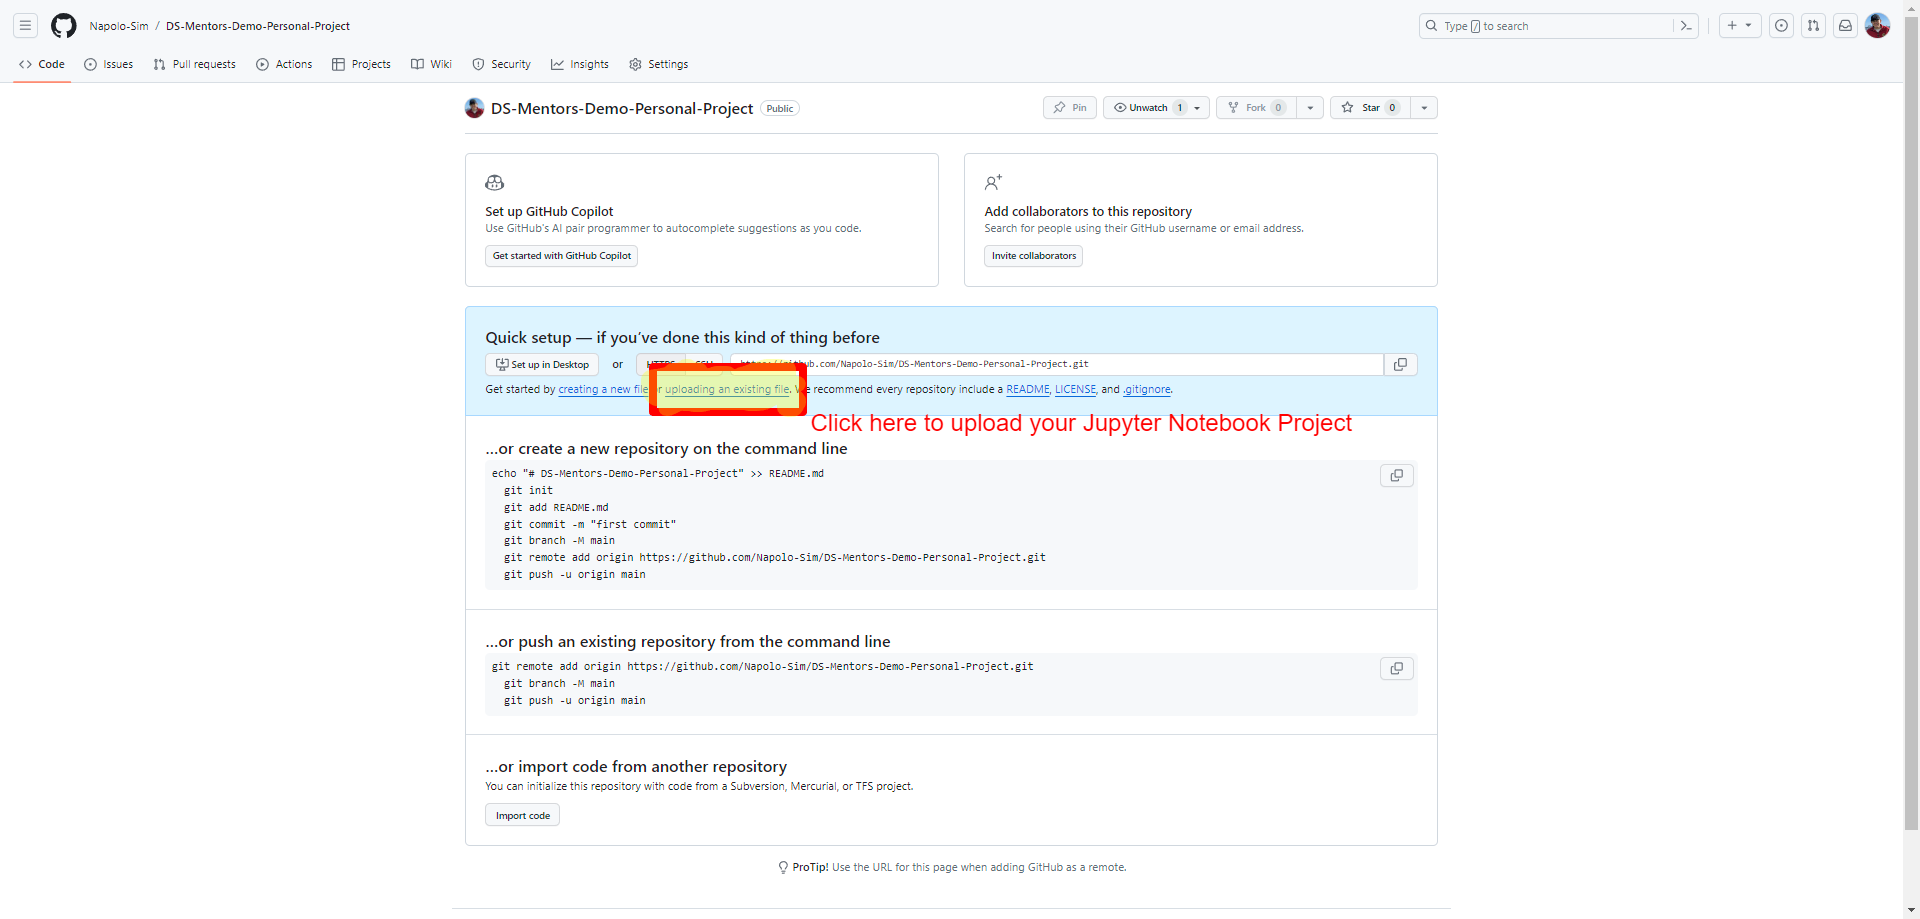 Napolo-Sim / DS-Mentors-Demo-Personal-Project
Type / to search
Code Issues Pull requests Actions Projects Wiki Security Insights Settings
DS-Mentors-Demo-Personal-Project Public
Pin Unwatch 1 Fork 0 Star 0
Set up GitHub Copilot
Use GitHub's AI pair programmer to autocomplete suggestions as you code.
Get started with GitHub Copilot
Add collaborators to this repository
Search for people using their GitHub username or email address.
Invite collaborators
Quick setup — if you've done this kind of thing before
Set up in Desktop or HTTPS SSH https://github.com/Napolo-Sim/DS-Mentors-Demo-Personal-Project.git
Get started by creating a new file or uploading an existing file. We recommend every repository include a README, LICENSE, and .gitignore.
Click here to upload your Jupyter Notebook Project
…or create a new repository on the command line
echo "# DS-Mentors-Demo-Personal-Project" >> README.md
git init
git add README.md
git commit -m "first commit"
git branch -M main
git remote add origin https://github.com/Napolo-Sim/DS-Mentors-Demo-Personal-Project.git
git push -u origin main
…or push an existing repository from the command line
git remote add origin https://github.com/Napolo-Sim/DS-Mentors-Demo-Personal-Project.git
git branch -M main
git push -u origin main
…or import code from another repository
You can initialize this repository with code from a Subversion, Mercurial, or TFS project.
Import code
ProTip! Use the URL for this page when adding GitHub as a remote.